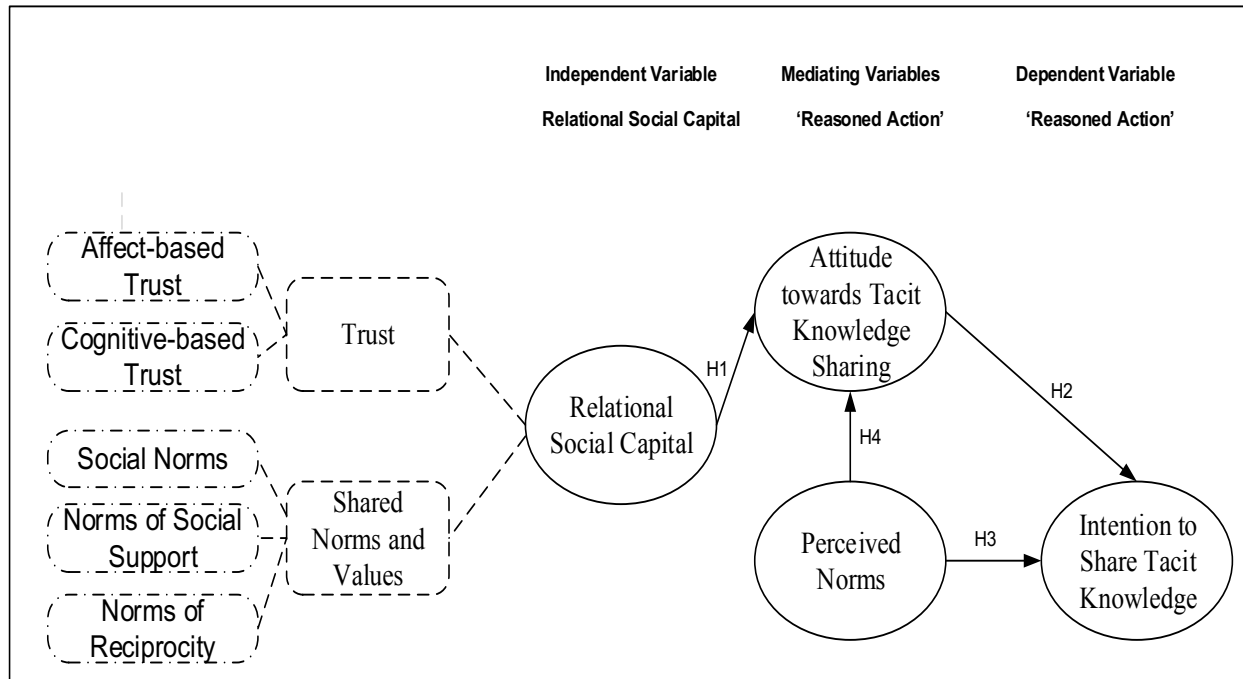 Independent Variable
Mediating Variables
Dependent Variable
Relational Social Capital
‘Reasoned Action’
‘Reasoned Action’
Affect-based
Trust
Cognitive-based
Trust
Trust
Social Norms
Norms of Social
Support
Norms of
Reciprocity
Shared
Norms and
Values
Relational
Social Capital
H1
Attitude
towards Tacit
Knowledge
Sharing
H2
H4
Perceived
Norms
H3
Intention to
Share Tacit
Knowledge